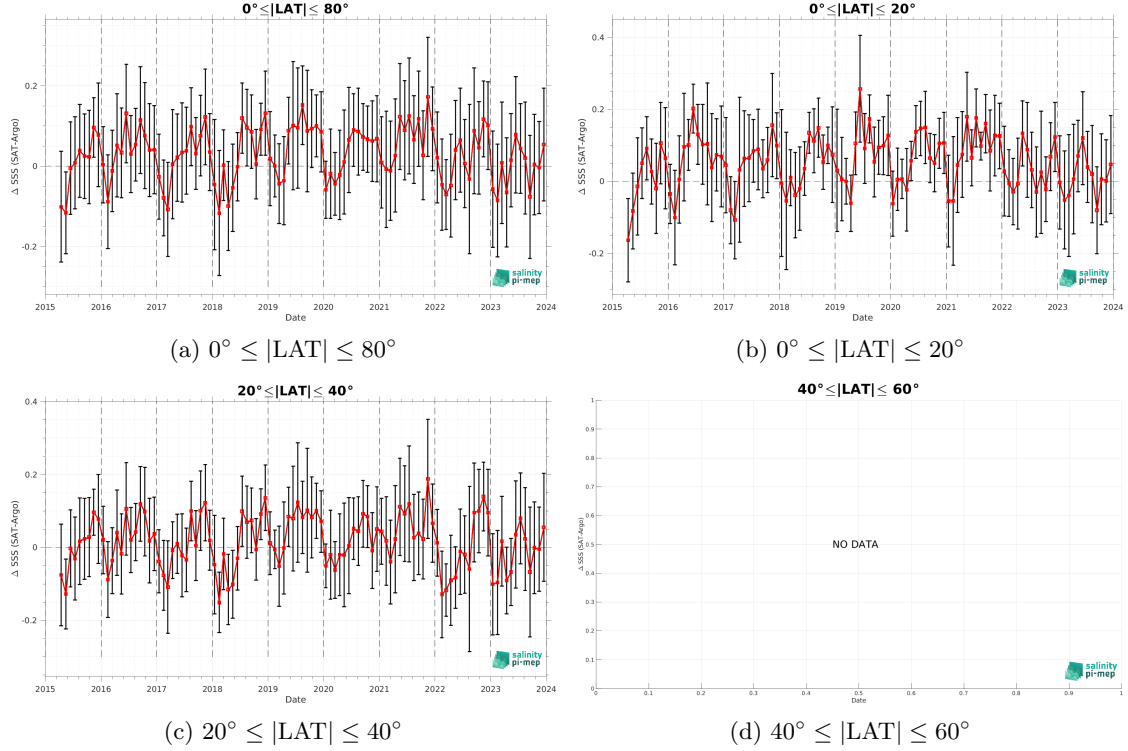 0°≤|LAT|≤ 80°
Δ SSS (SAT-Argo)
0.2
0
-0.2
2015 2016 2017 2018 2019 2020 2021 2022 2023 2024
Date
salinity
pi-mep
(a) 0° ≤ |LAT| ≤ 80°
0°≤|LAT|≤ 20°
Δ SSS (SAT-Argo)
0.4
0.2
0
-0.2
2015 2016 2017 2018 2019 2020 2021 2022 2023 2024
Date
salinity
pi-mep
(b) 0° ≤ |LAT| ≤ 20°
20°≤|LAT|≤ 40°
Δ SSS (SAT-Argo)
0.4
0.2
0
-0.2
2015 2016 2017 2018 2019 2020 2021 2022 2023 2024
Date
salinity
pi-mep
(c) 20° ≤ |LAT| ≤ 40°
40°≤|LAT|≤ 60°
Δ SSS (SAT-Argo)
1
0.9
0.8
0.7
0.6
0.5
0.4
0.3
0.2
0.1
0
NO DATA
0 0.1 0.2 0.3 0.4 0.5 0.6 0.7 0.8 0.9 1
Date
salinity
pi-mep
(d) 40° ≤ |LAT| ≤ 60°